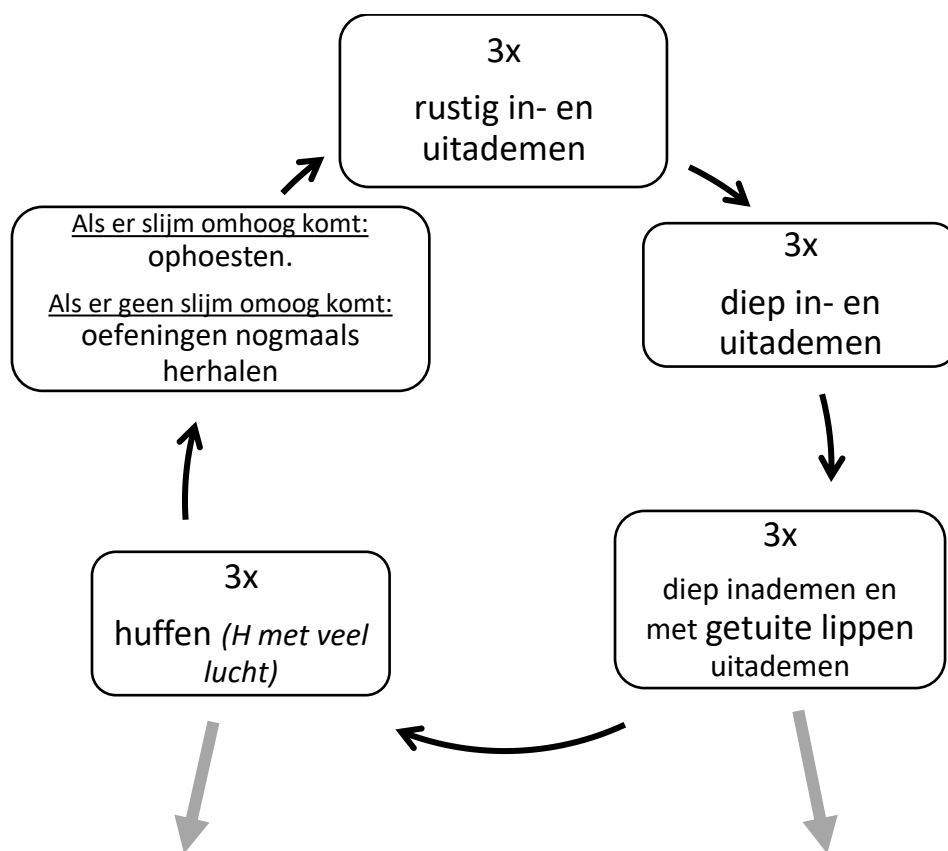 3x
rustig in- en
uitademen
3x
diep in- en
uitademen
3x
diep inademen en
met getuite lippen
uitademen
3x
huffen (H met veel
lucht)
Als er slijm omhoog komt:
ophoesten.
Als er geen slijm omoog komt:
oefeningen nogmaals
herhalen